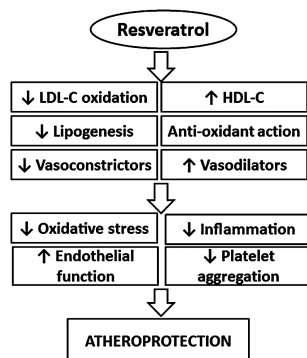 Resveratrol
↓ LDL-C oxidation
↑ HDL-C
↓ Lipogenesis
Anti-oxidant action
↓ Vasoconstrictors
↑ Vasodilators
↓ Oxidative stress
↓ Inflammation
↑ Endothelial
function
↓ Platelet
aggregation
ATHEROPROTECTION